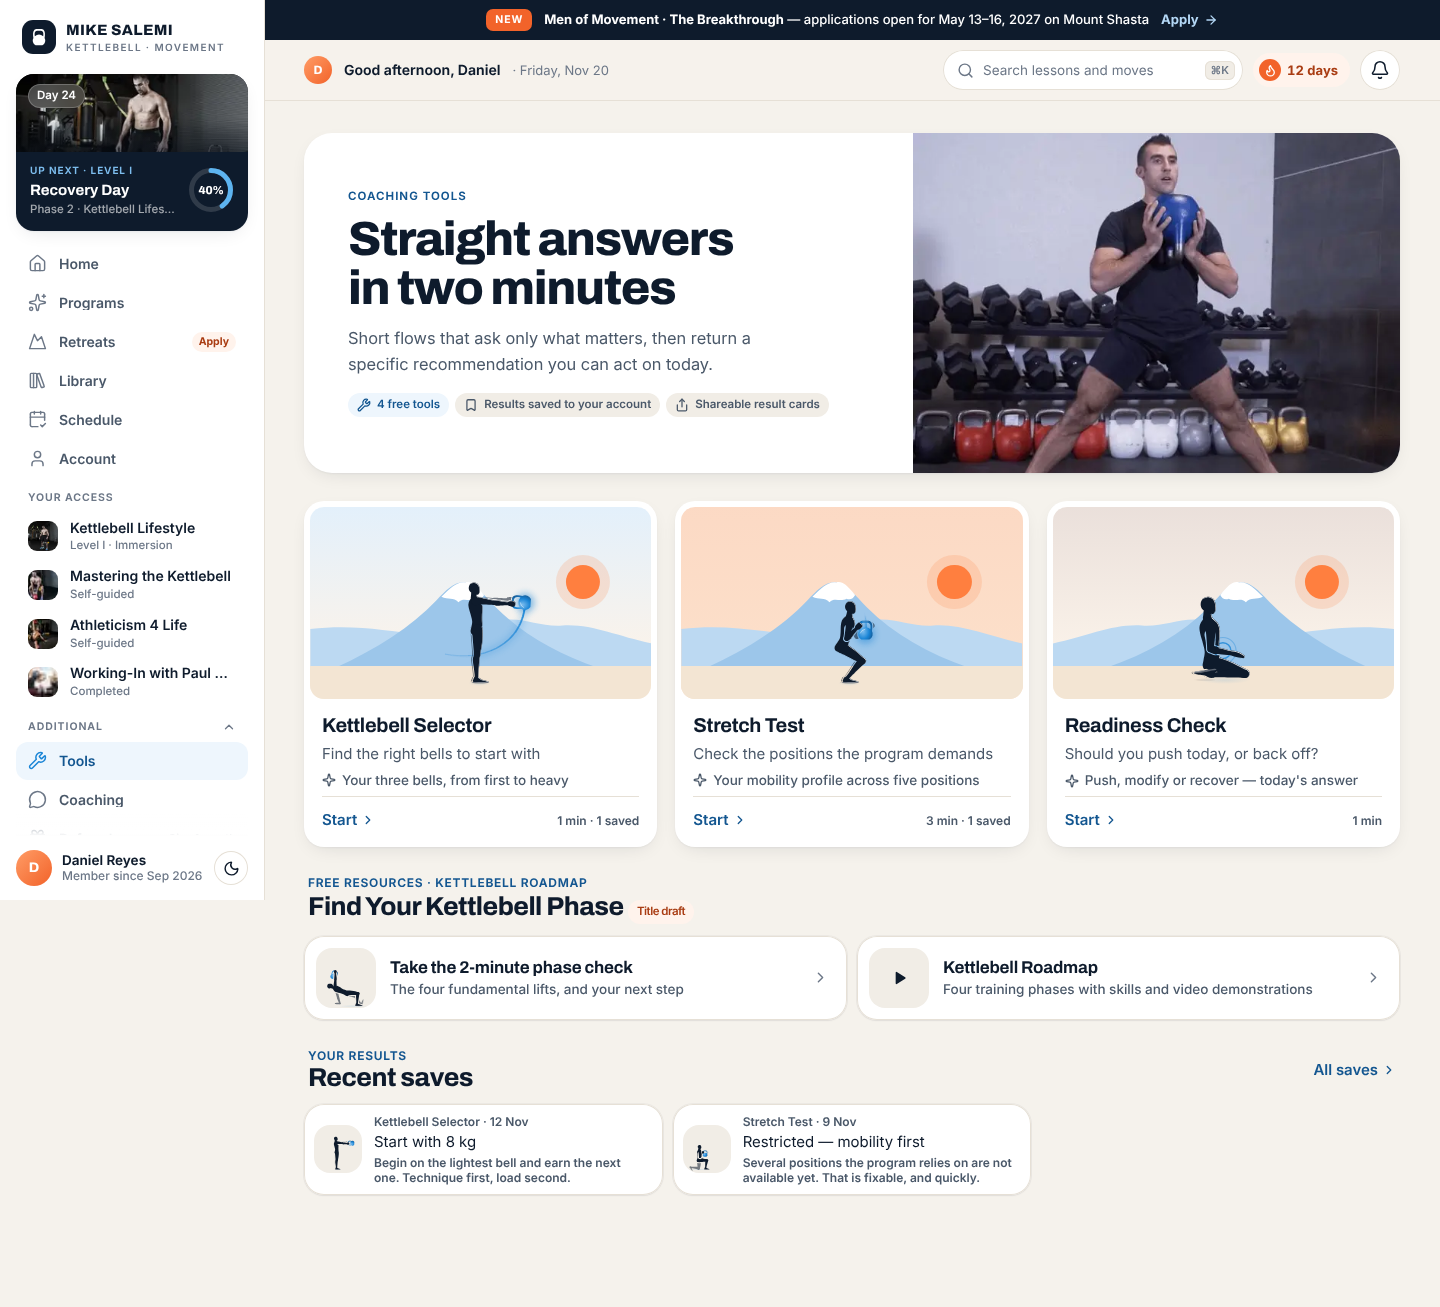 MIKE SALEMI
KETTLEBELL · MOVEMENT
Day 24
UP NEXT · LEVEL I
Recovery Day
Phase 2 · Kettlebell Lifes...
40%
Home
Programs
Retreats
Apply
Library
Schedule
Account
YOUR ACCESS
Kettlebell Lifestyle
Level I · Immersion
Mastering the Kettlebell
Self-guided
Athleticism 4 Life
Self-guided
Working-In with Paul ...
Completed
ADDITIONAL
Tools
Coaching
D
Daniel Reyes
Member since Sep 2026
NEW Men of Movement · The Breakthrough — applications open for May 13–16, 2027 on Mount Shasta Apply →
D Good afternoon, Daniel · Friday, Nov 20
Search lessons and moves ⌘K
12 days
COACHING TOOLS
Straight answers
in two minutes
Short flows that ask only what matters, then return a
specific recommendation you can act on today.
4 free tools
Results saved to your account
Shareable result cards
Kettlebell Selector
Find the right bells to start with
Your three bells, from first to heavy
Start
1 min · 1 saved
Stretch Test
Check the positions the program demands
Your mobility profile across five positions
Start
3 min · 1 saved
Readiness Check
Should you push today, or back off?
Push, modify or recover — today's answer
Start
1 min
FREE RESOURCES · KETTLEBELL ROADMAP
Find Your Kettlebell Phase Title draft
Take the 2-minute phase check
The four fundamental lifts, and your next step
Kettlebell Roadmap
Four training phases with skills and video demonstrations
YOUR RESULTS
Recent saves
All saves
Kettlebell Selector · 12 Nov
Start with 8 kg
Begin on the lightest bell and earn the next
one. Technique first, load second.
Stretch Test · 9 Nov
Restricted — mobility first
Several positions the program relies on are not
available yet. That is fixable, and quickly.